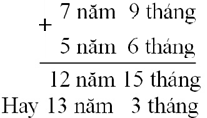 7 năm 9 tháng
+
5 năm 6 tháng
12 năm 15 tháng
Hay 13 năm 3 tháng